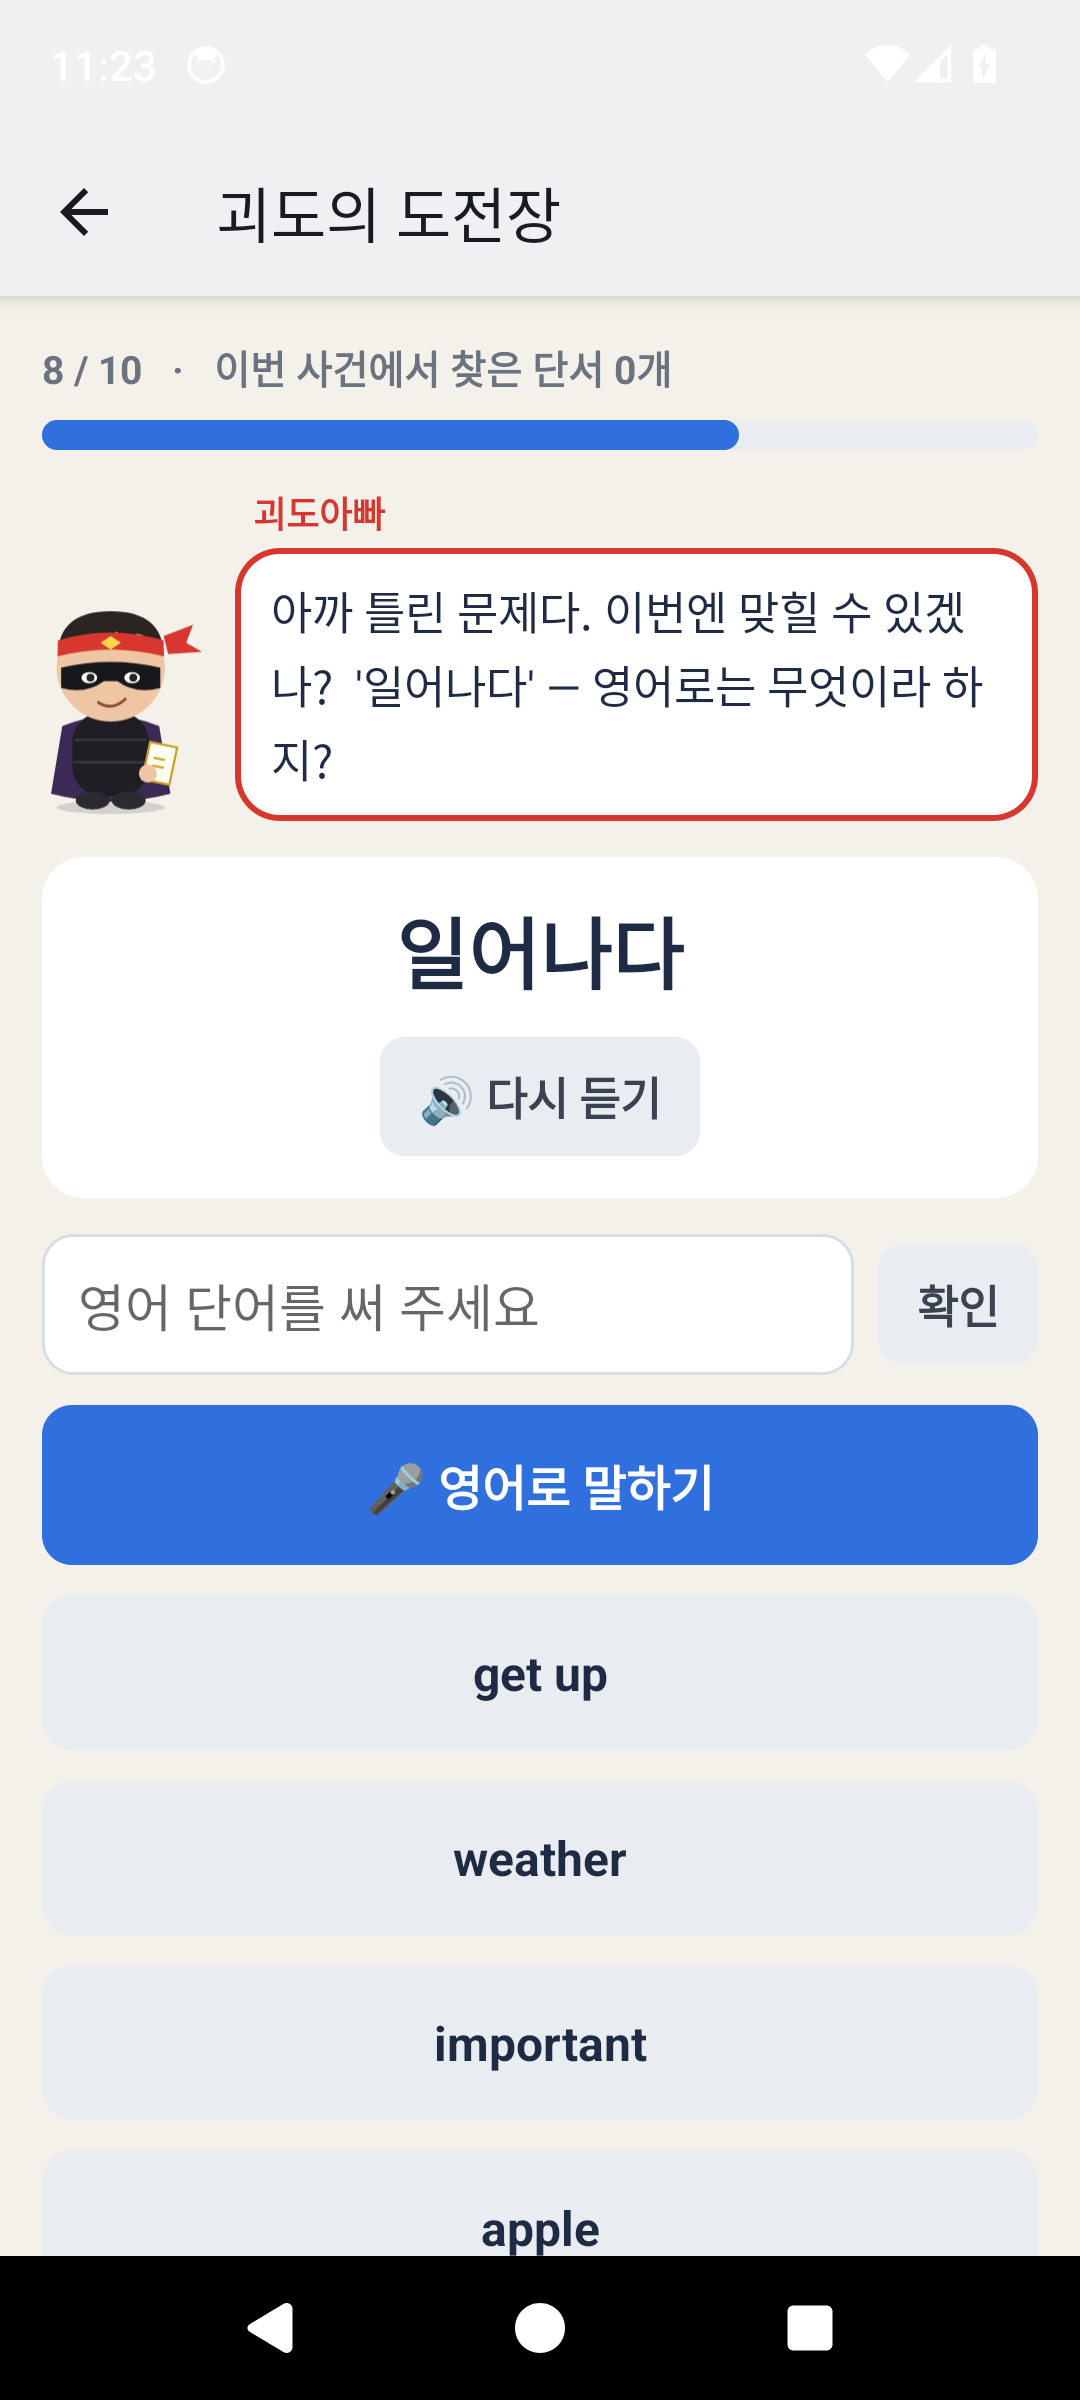 11:23
괴도의 도전장
8 / 10 · 이번 사건에서 찾은 단서 0개
괴도아빠
아까 틀린 문제다. 이번엔 맞힐 수 있겠
나? '일어나다' – 영어로는 무엇이라 하
지?
일어나다
🔊 다시 듣기
영어 단어를 써 주세요
확인
🎤 영어로 말하기
get up
weather
important
apple